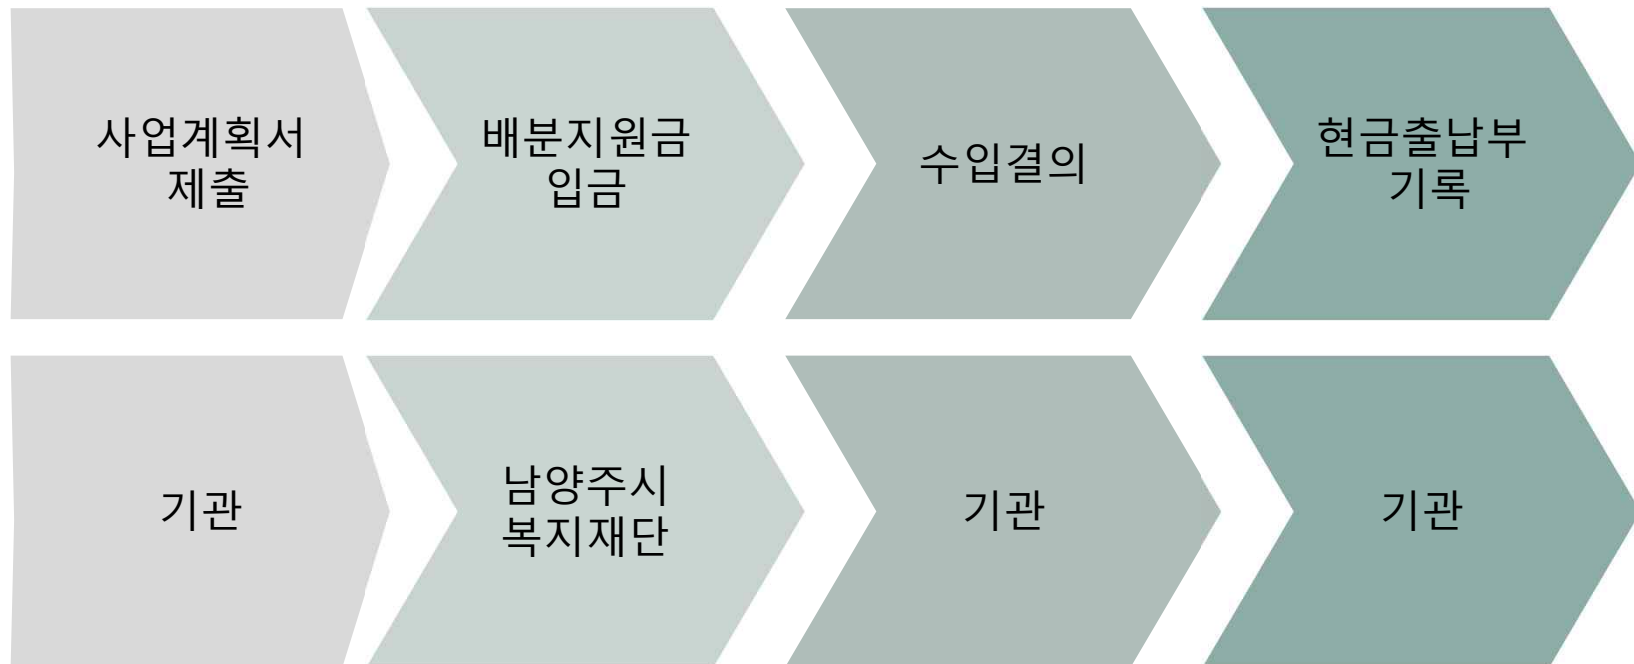 사업계획서
제출
배분지원금
입금
수입결의
현금출납부
기록
기관
남양주시
복지재단
기관
기관